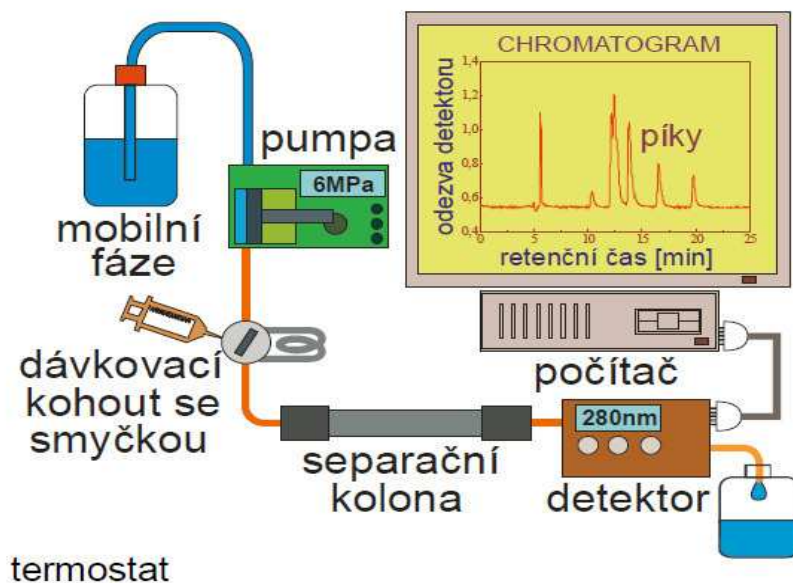 CHROMATOGRAM
odezva detektoru
1,4
1,2
1,0
0,8
0,6
0,4
píky
0
5
10
15
20
25
retenční čas [min]
pumpa
6MPa
mobilní
fáze
dávkovací
kohout se
smyčkou
počítač
280nm
separační
kolona
detektor
termostat